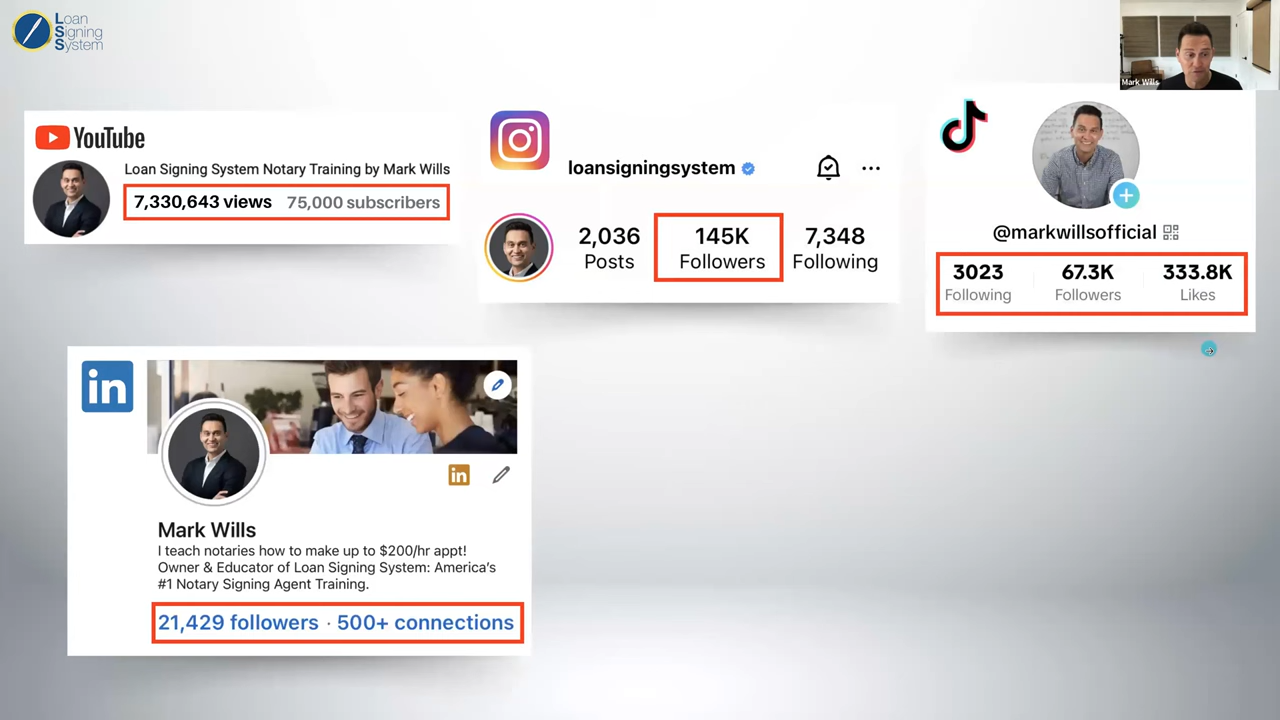 Loan
Signing
System
Mark Wills
YouTube
Loan Signing System Notary Training by Mark Wills
7,330,643 views 75,000 subscribers
loansigningsystem
2,036 145K 7,348
Posts Followers Following
@markwillsofficial
3023 67.3K 333.8K
Following Followers Likes
in
in
Mark Wills
I teach notaries how to make up to $200/hr appt!
Owner & Educator of Loan Signing System: America's
#1 Notary Signing Agent Training.
21,429 followers · 500+ connections